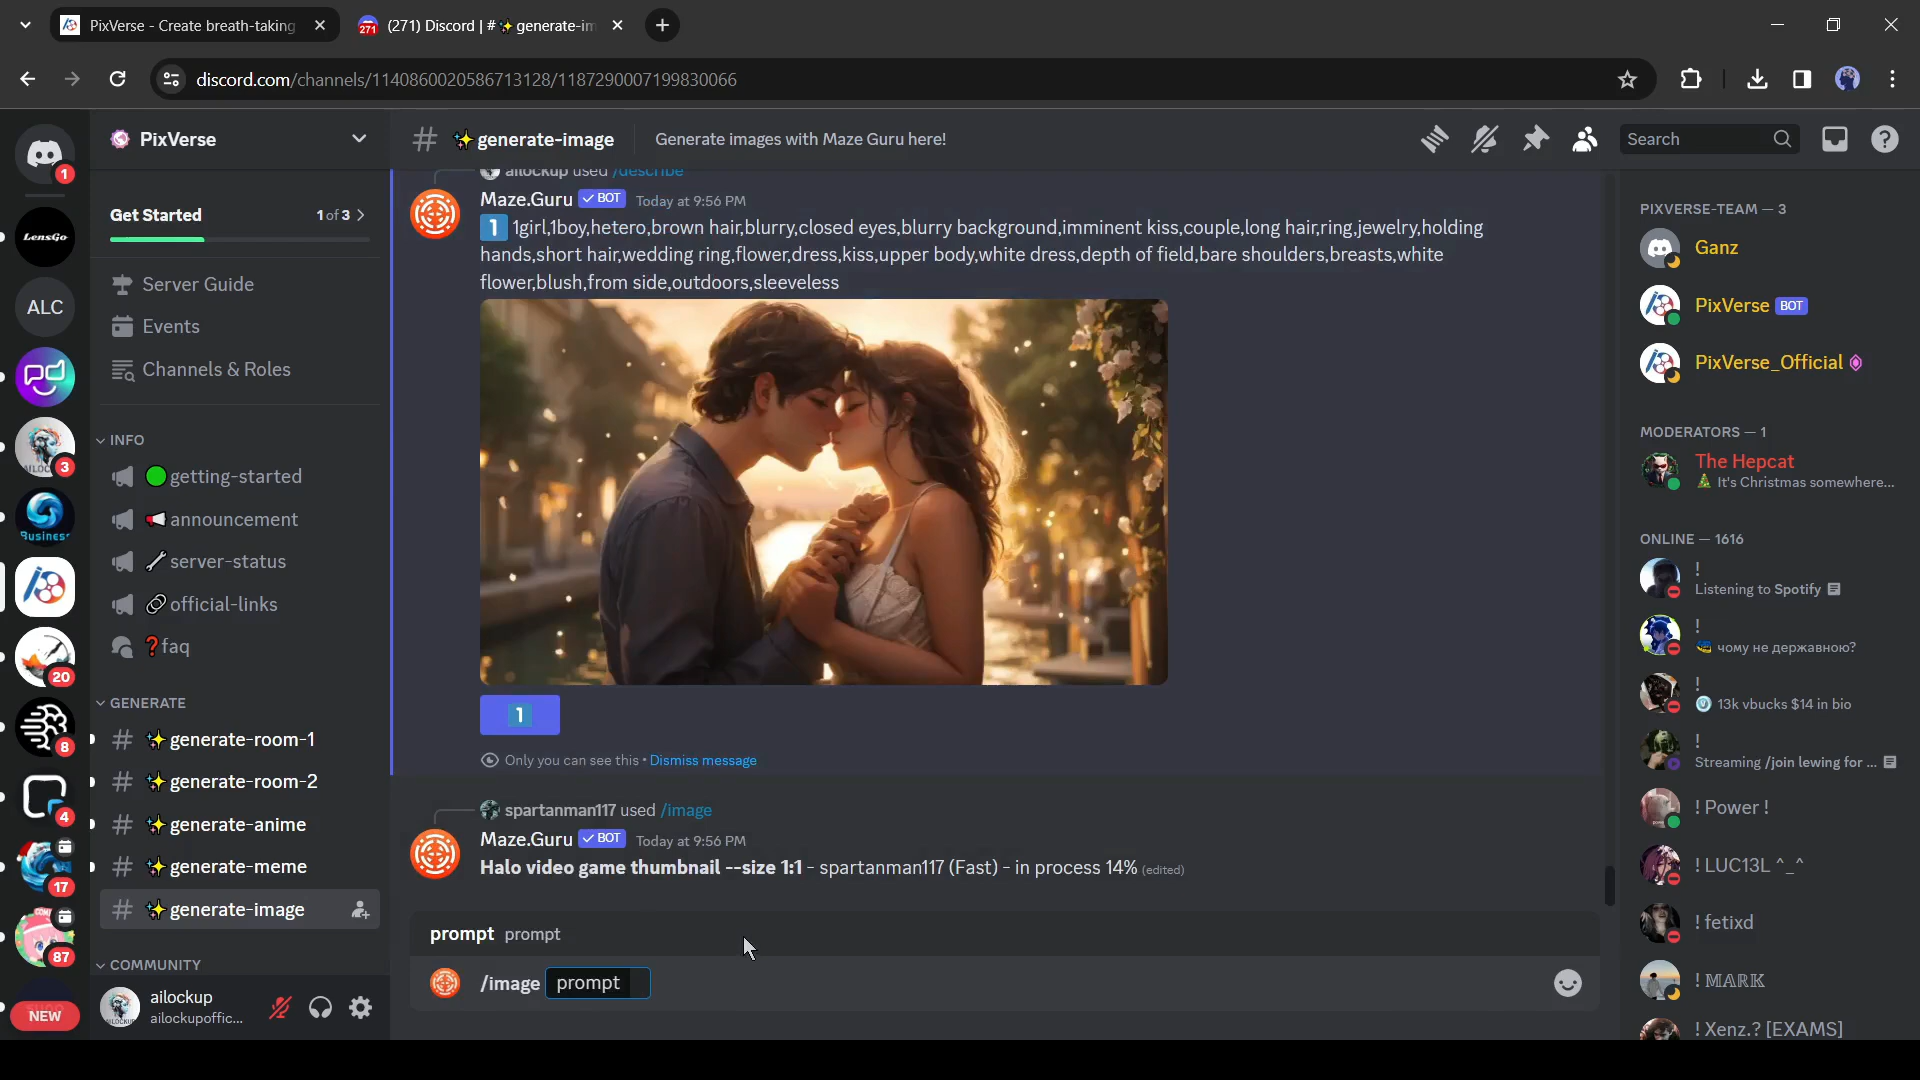 PixVerse - Create breath-taking
(271) Discord | # ✨ generate-im
discord.com/channels/1140860020586713128/1187290007199830066
1
LensGo
ALC
3
Business
20
8
4
17
87
NEW
PixVerse
Get Started 1 of 3
Server Guide
Events
Channels & Roles
INFO
getting-started
announcement
server-status
official-links
❓faq
GENERATE
✨ generate-room-1
✨ generate-room-2
✨ generate-anime
✨ generate-meme
✨ generate-image
COMMUNITY
ailockup
ailockupoffic...
# ✨ generate-image Generate images with Maze Guru here!
Search
ailockup used /describe
Maze.Guru ✓ BOT Today at 9:56 PM
1 1girl,1boy,hetero,brown hair,blurry,closed eyes,blurry background,imminent kiss,couple,long hair,ring,jewelry,holding
hands,short hair,wedding ring,flower,dress,kiss,upper body,white dress,depth of field,bare shoulders,breasts,white
flower,blush,from side,outdoors,sleeveless
1
Only you can see this • Dismiss message
spartanman117 used /image
Maze.Guru ✓ BOT Today at 9:56 PM
Halo video game thumbnail --size 1:1 - spartanman117 (Fast) - in process 14% (edited)
prompt prompt
/image prompt
PIXVERSE-TEAM — 3
Ganz
PixVerse BOT
PixVerse_Official
MODERATORS — 1
The Hepcat
It's Christmas somewhere...
ONLINE — 1616
!
Listening to Spotify
!
чому не державною?
!
13k vbucks $14 in bio
!
Streaming /join lewing for ...
! Power !
! LUC13L ^_^
! fetixd
! 𝕄𝔸ℝ𝕂
! Xenz.? [EXAMS]